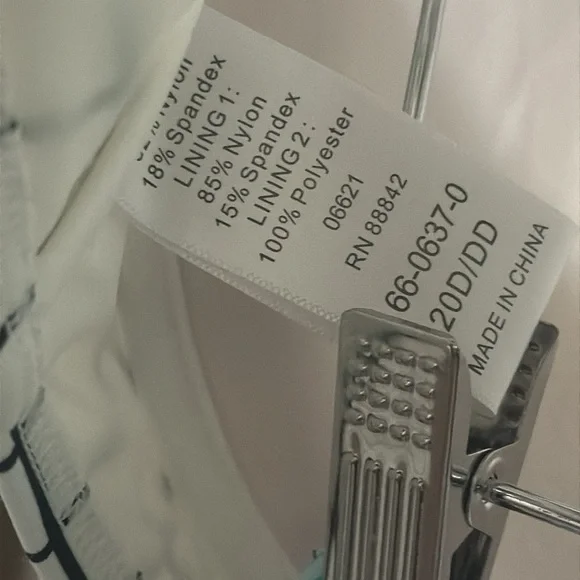 18% Spandex
LINING 1:
85% Nylon
15% Spandex
LINING 2:
100% Polyester
06621
RN 88842
66-0637-0
20D/DD
MADE IN CHINA